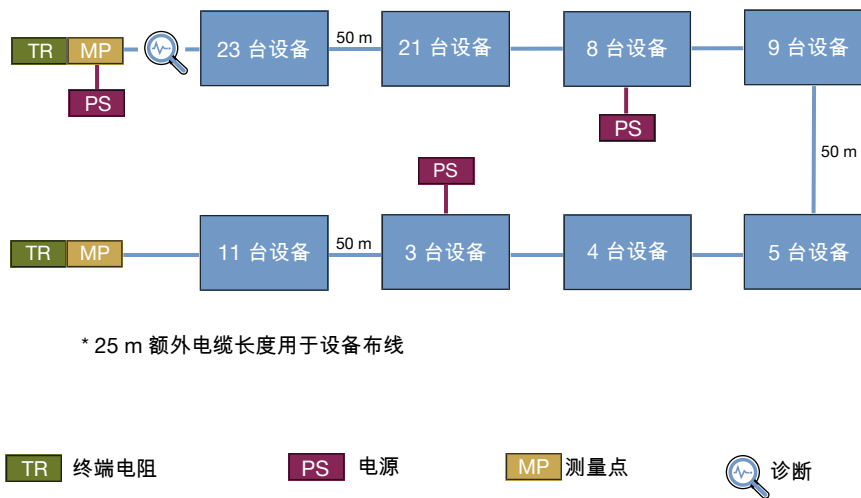 TR MP 23 台设备 50 m 21 台设备 8 台设备 9 台设备
PS PS
50 m
PS
TR MP 11 台设备 50 m 3 台设备 4 台设备 5 台设备
* 25 m 额外电缆长度用于设备布线
TR 终端电阻 PS 电源 MP 测量点 诊断